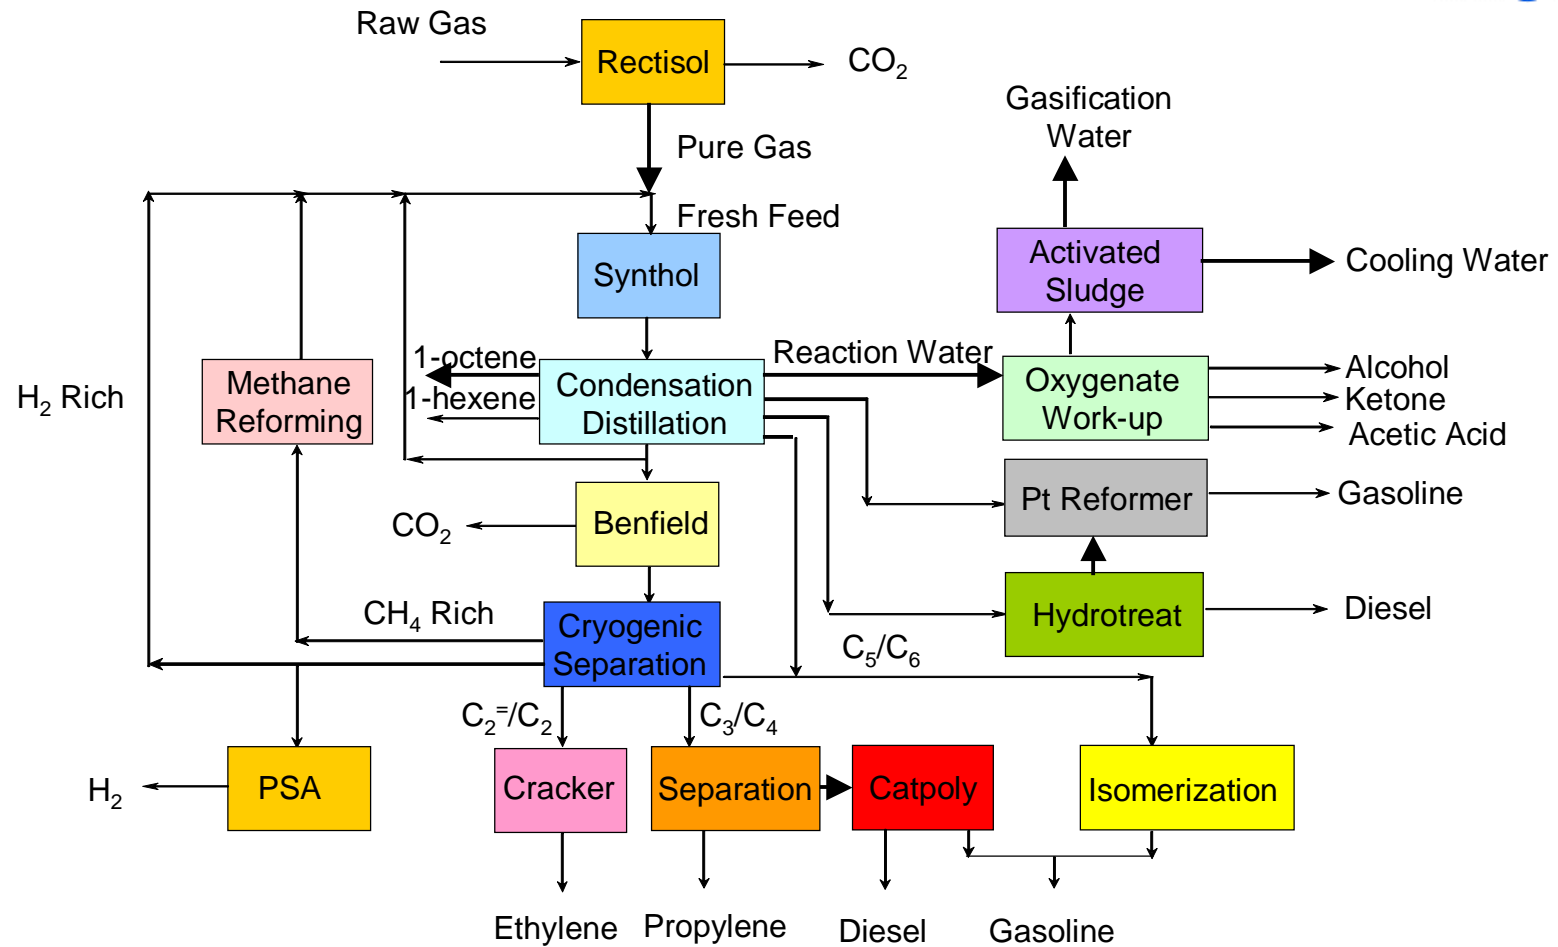 Raw Gas
Rectisol
CO₂
Gasification
Water
Pure Gas
Fresh Feed
Activated
Sludge
Cooling Water
Synthol
Reaction Water
1-octene
1-hexene
Condensation
Distillation
Oxygenate
Work-up
Alcohol
Ketone
Acetic Acid
H₂ Rich
Methane
Reforming
Pt Reformer
Gasoline
CO₂
Benfield
CH₄ Rich
Cryogenic
Separation
Hydrotreat
Diesel
C₅/C₆
C₂⁼/C₂
C₃/C₄
H₂
PSA
Cracker
Separation
Catpoly
Isomerization
Ethylene
Propylene
Diesel
Gasoline